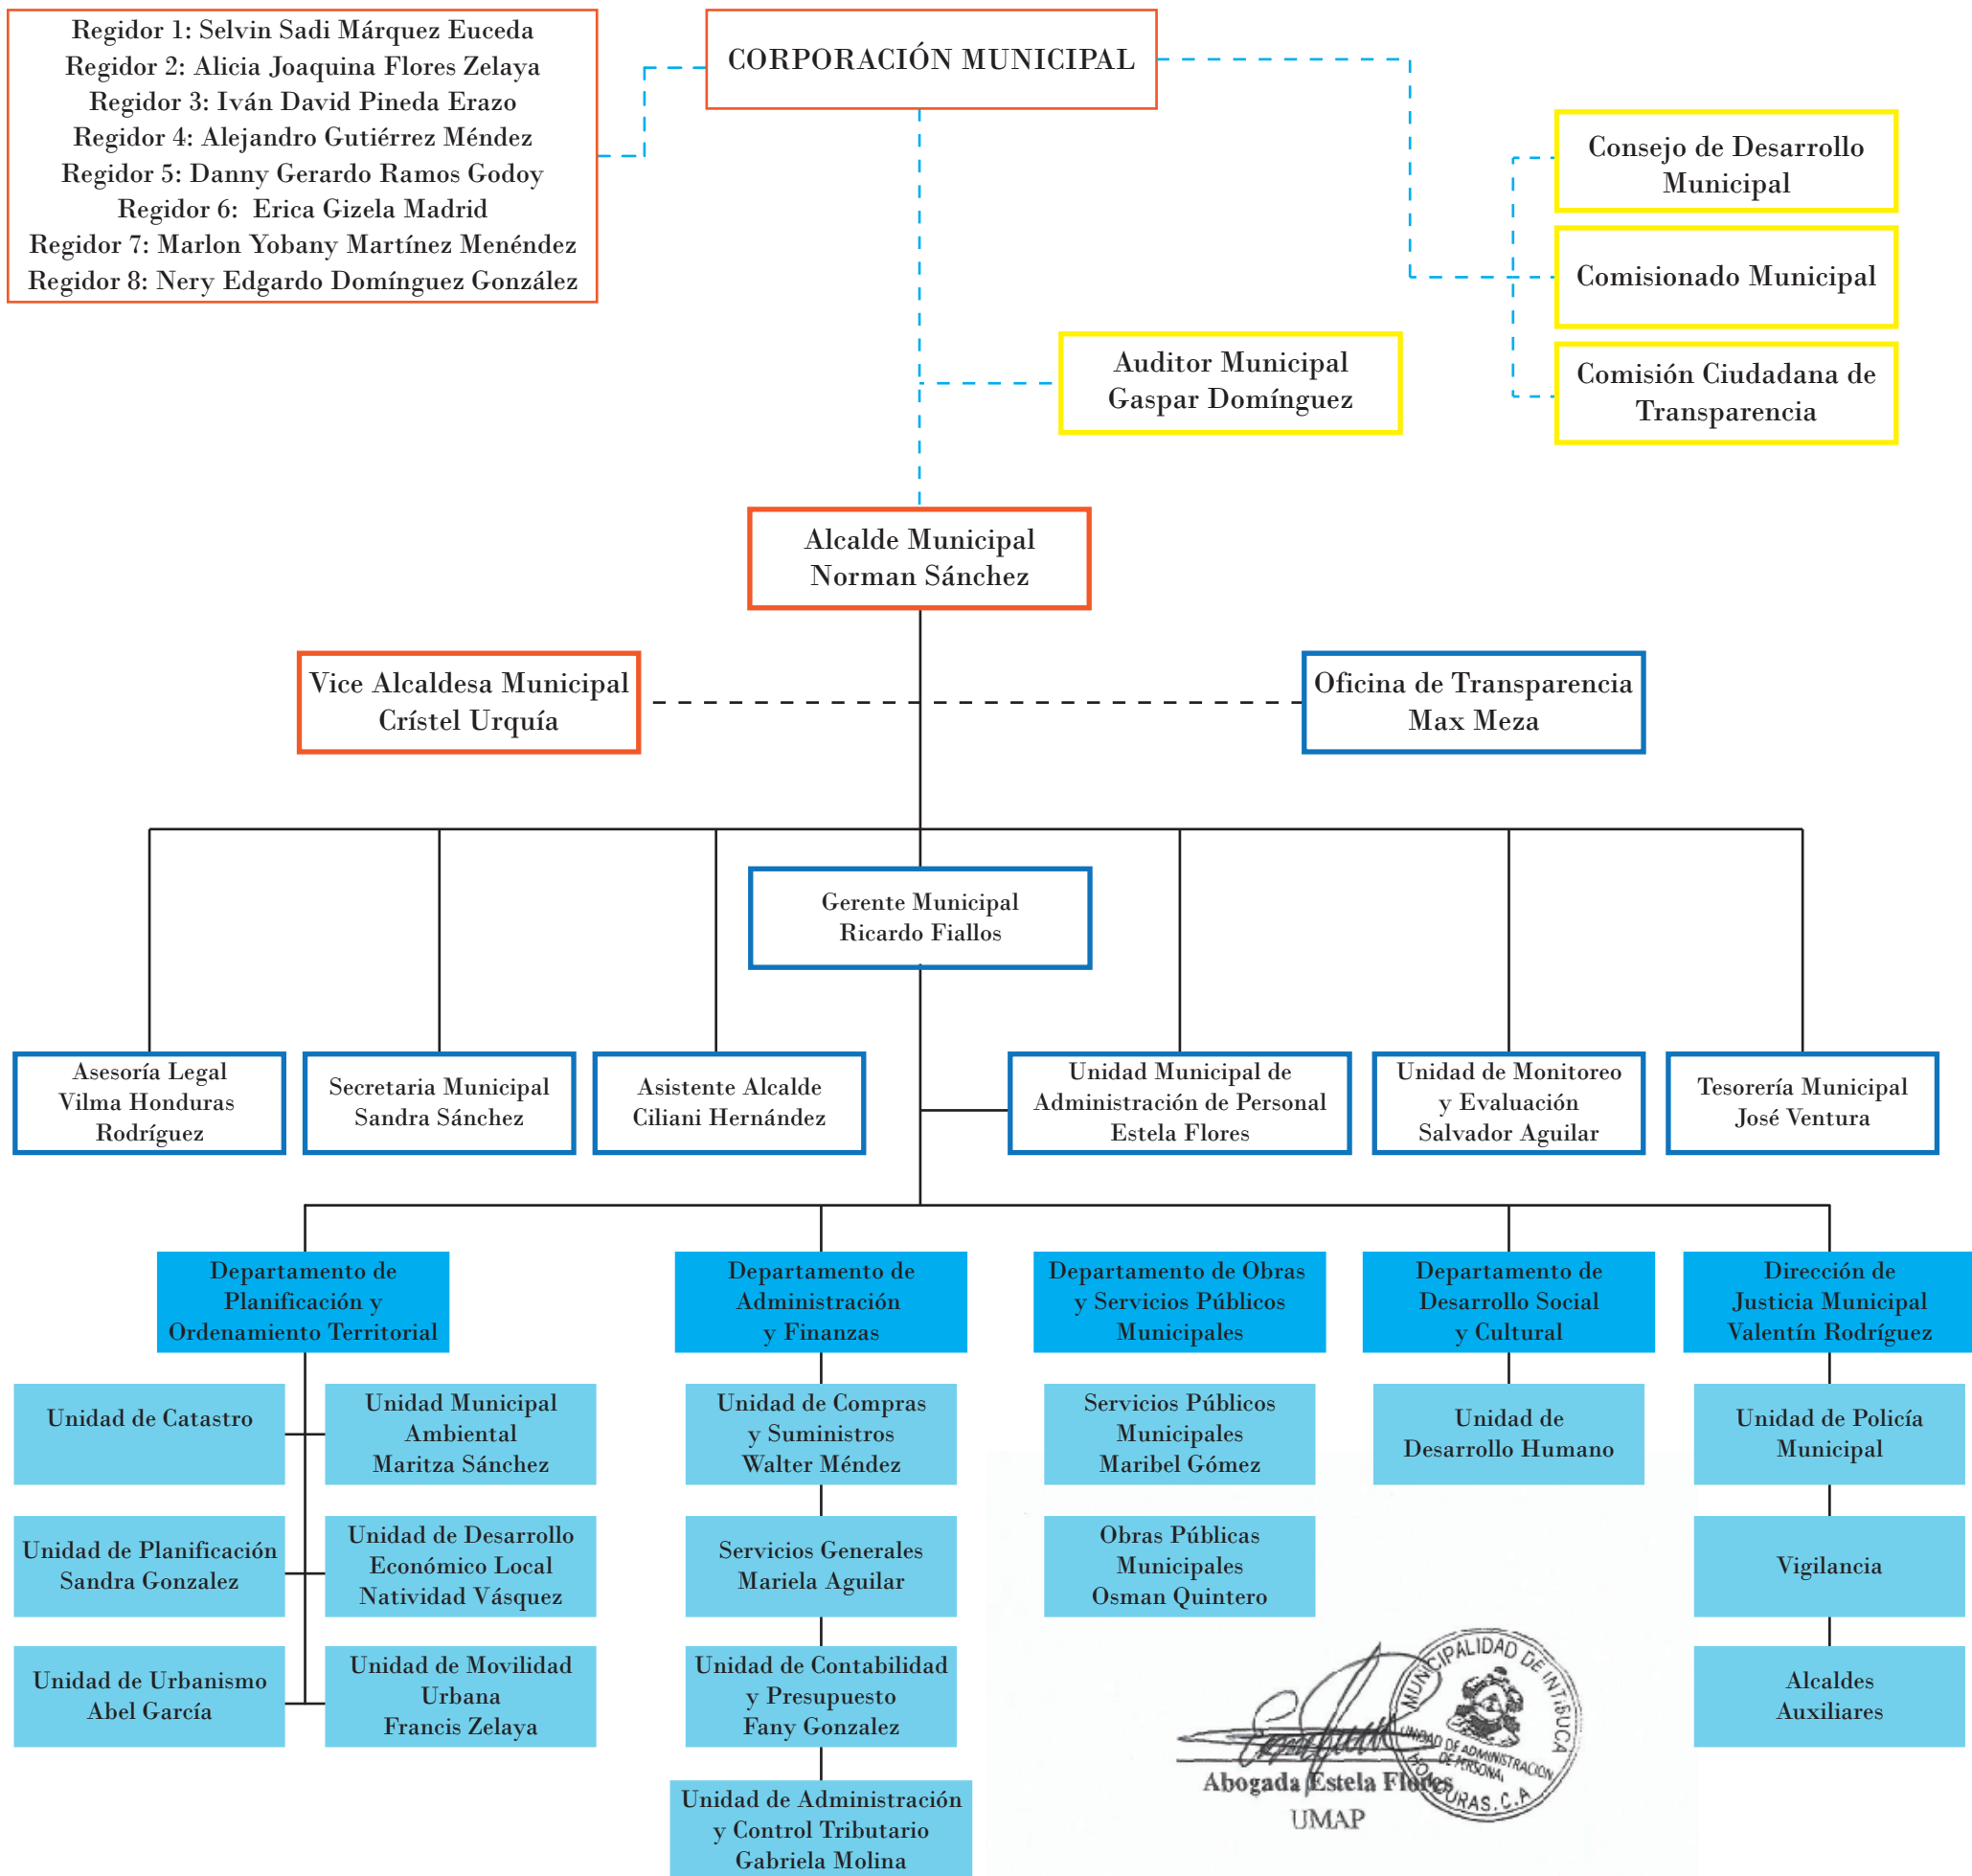 Regidor 1: Selvin Sadi Márquez Euceda
Regidor 2: Alicia Joaquina Flores Zelaya
Regidor 3: Iván David Pineda Erazo
Regidor 4: Alejandro Gutiérrez Méndez
Regidor 5: Danny Gerardo Ramos Godoy
Regidor 6:  Erica Gizela Madrid
Regidor 7: Marlon Yobany Martínez Menéndez
Regidor 8: Nery Edgardo Domínguez González
CORPORACIÓN MUNICIPAL
Consejo de Desarrollo
Municipal
Comisionado Municipal
Comisión Ciudadana de
Transparencia
Auditor Municipal
Gaspar Domínguez
Alcalde Municipal
Norman Sánchez
Vice Alcaldesa Municipal
Crístel Urquía
Oficina de Transparencia
Max Meza
Gerente Municipal
Ricardo Fiallos
Asesoría Legal
Vilma Honduras
Rodríguez
Secretaria Municipal
Sandra Sánchez
Asistente Alcalde
Ciliani Hernández
Unidad Municipal de
Administración de Personal
Estela Flores
Unidad de Monitoreo
y Evaluación
Salvador Aguilar
Tesorería Municipal
José Ventura
Departamento de
Planificación y
Ordenamiento Territorial
Departamento de
Administración
y Finanzas
Departamento de Obras
y Servicios Públicos
Municipales
Departamento de
Desarrollo Social
y Cultural
Dirección de
Justicia Municipal
Valentín Rodríguez
Unidad de Catastro
Unidad Municipal
Ambiental
Maritza Sánchez
Unidad de Compras
y Suministros
Walter Méndez
Servicios Públicos
Municipales
Maribel Gómez
Unidad de
Desarrollo Humano
Unidad de Policía
Municipal
Unidad de Planificación
Sandra Gonzalez
Unidad de Desarrollo
Económico Local
Natividad Vásquez
Servicios Generales
Mariela Aguilar
Obras Públicas
Municipales
Osman Quintero
Vigilancia
Unidad de Urbanismo
Abel García
Unidad de Movilidad
Urbana
Francis Zelaya
Unidad de Contabilidad
y Presupuesto
Fany Gonzalez
Alcaldes
Auxiliares
Unidad de Administración
y Control Tributario
Gabriela Molina
MUNICIPALIDAD DE INTIBUCA
UNIDAD DE ADMINISTRACION
DE PERSONAL
HONDURAS. C.A
Abogada Estela Flores
UMAP